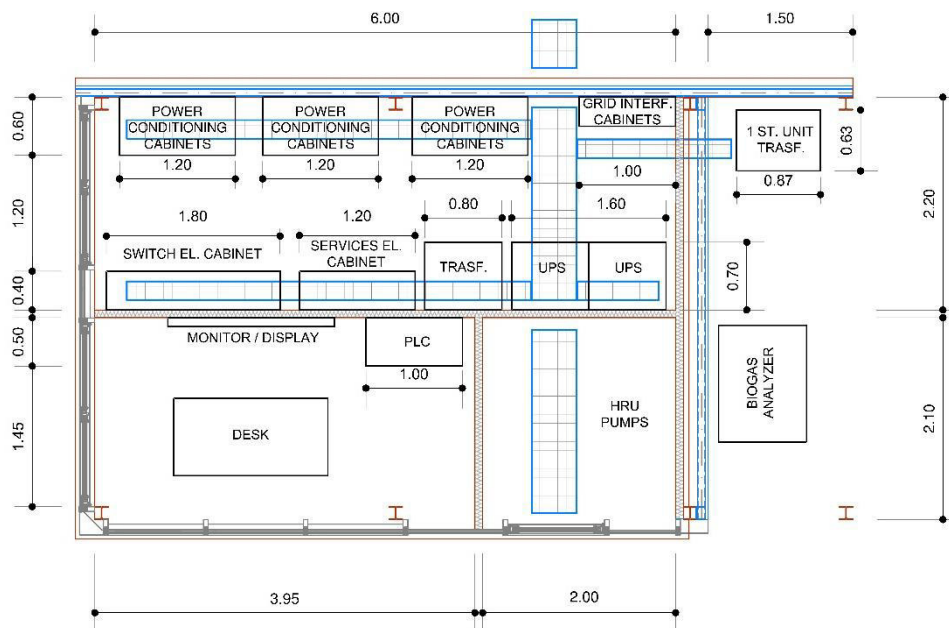 6.00
1.50
POWER
CONDITIONING
CABINETS
POWER
CONDITIONING
CABINETS
POWER
CONDITIONING
CABINETS
GRID INTERF.
CABINETS
1 ST. UNIT
TRASF.
0.60
0.63
1.20
1.20
1.20
1.00
0.87
1.20
2.20
1.80
1.20
0.80
1.60
SWITCH EL. CABINET
SERVICES EL.
CABINET
TRASF.
UPS
UPS
0.70
0.40
MONITOR / DISPLAY
PLC
0.50
1.00
BIOGAS
ANALYZER
HRU
PUMPS
DESK
1.45
2.10
3.95
2.00